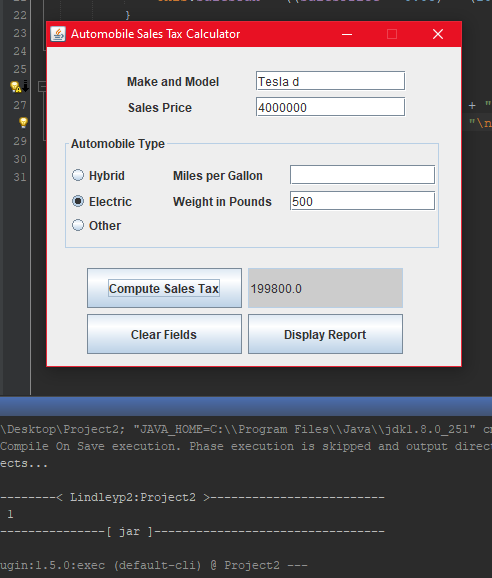 22 }
23
24
Automobile Sales Tax Calculator
Make and Model Tesla d
Sales Price 4000000
27 + "
"\n
29
30
31
Automobile Type
Hybrid Miles per Gallon
Electric Weight in Pounds 500
Other
Compute Sales Tax 199800.0
Clear Fields Display Report
\Desktop\Project2; "JAVA_HOME=C:\\Program Files\\Java\\jdk1.8.0_251" cm
Compile On Save execution. Phase execution is skipped and output direc
ects...
--------< Lindleyp2:Project2 >-------------------------
1
---------------[ jar ]---------------------------------
ugin:1.5.0:exec (default-cli) @ Project2 ---